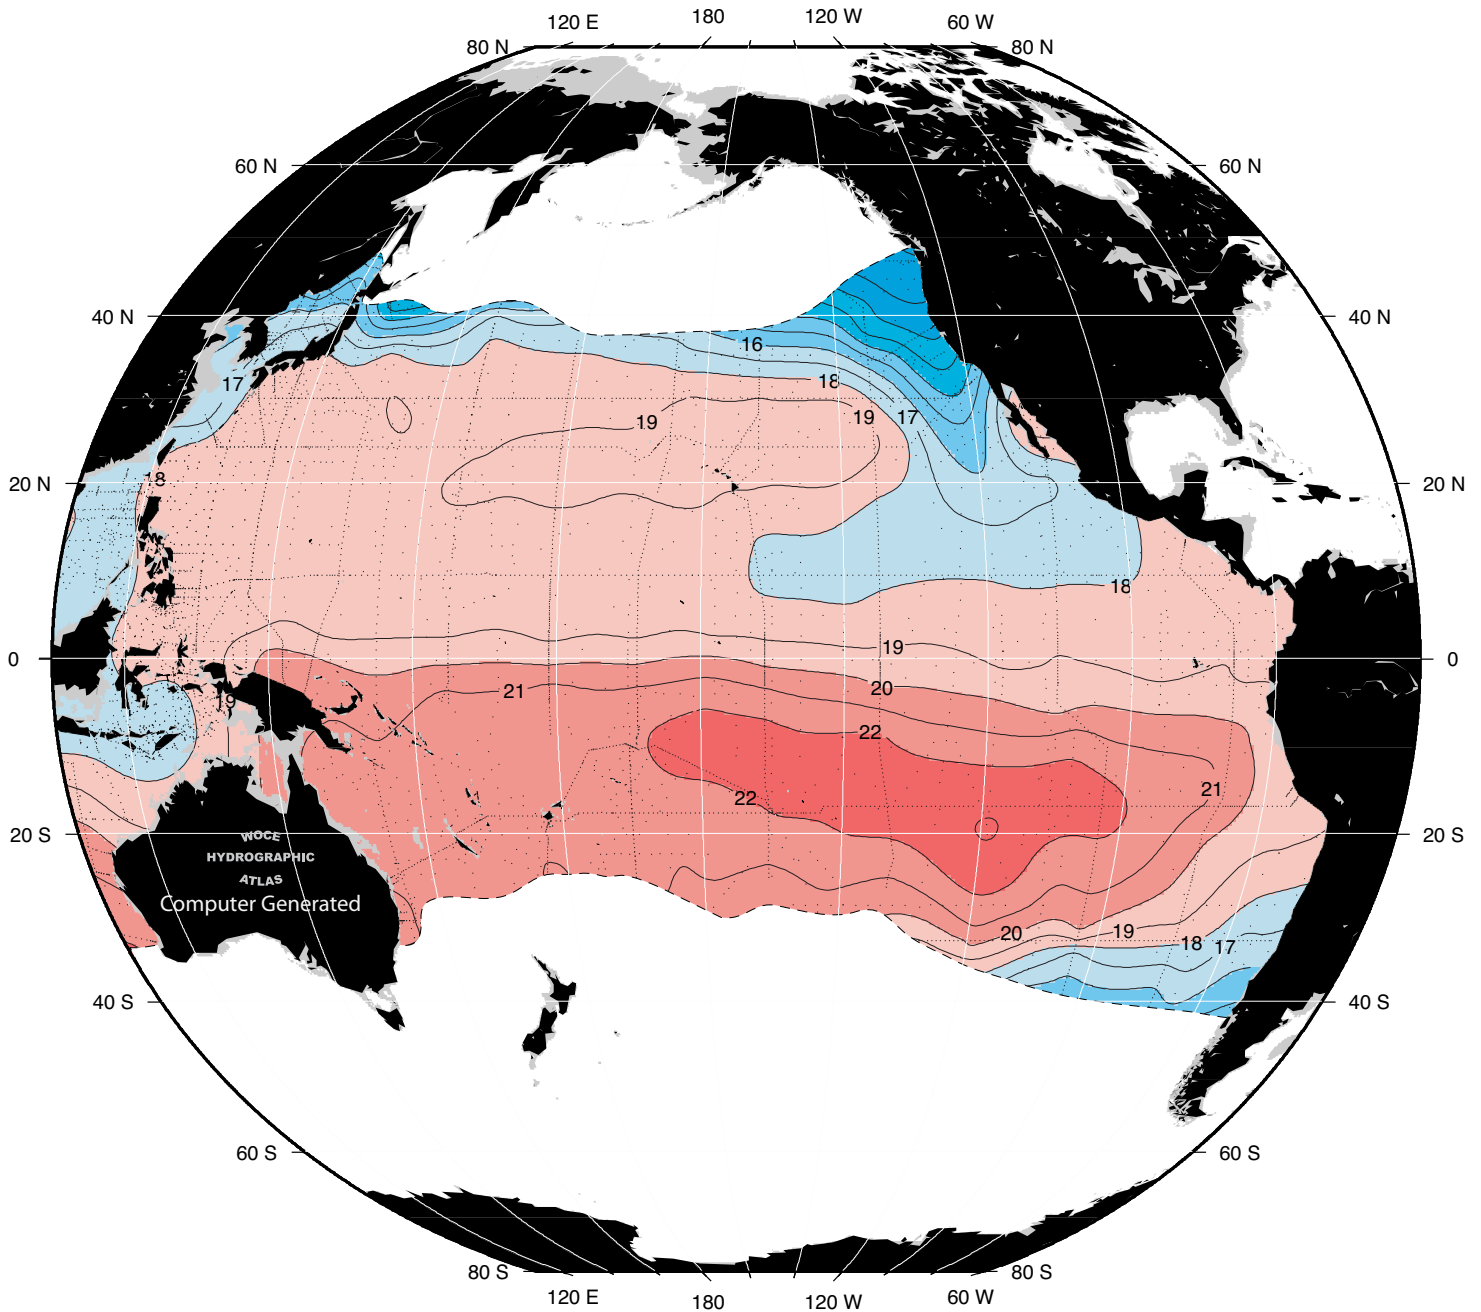 120 E 180 120 W 60 W
80 N 80 N
60 N 60 N
40 N 40 N
16
17 18
19 19 17
18
20 N 20 N
18
0 19 0
20
21
19
22
21
22
20 S 20 S
WOCE
HYDROGRAPHIC
ATLAS
Computer Generated
20 19 18 17
40 S 40 S
60 S 60 S
80 S 80 S
120 E 180 120 W 60 W